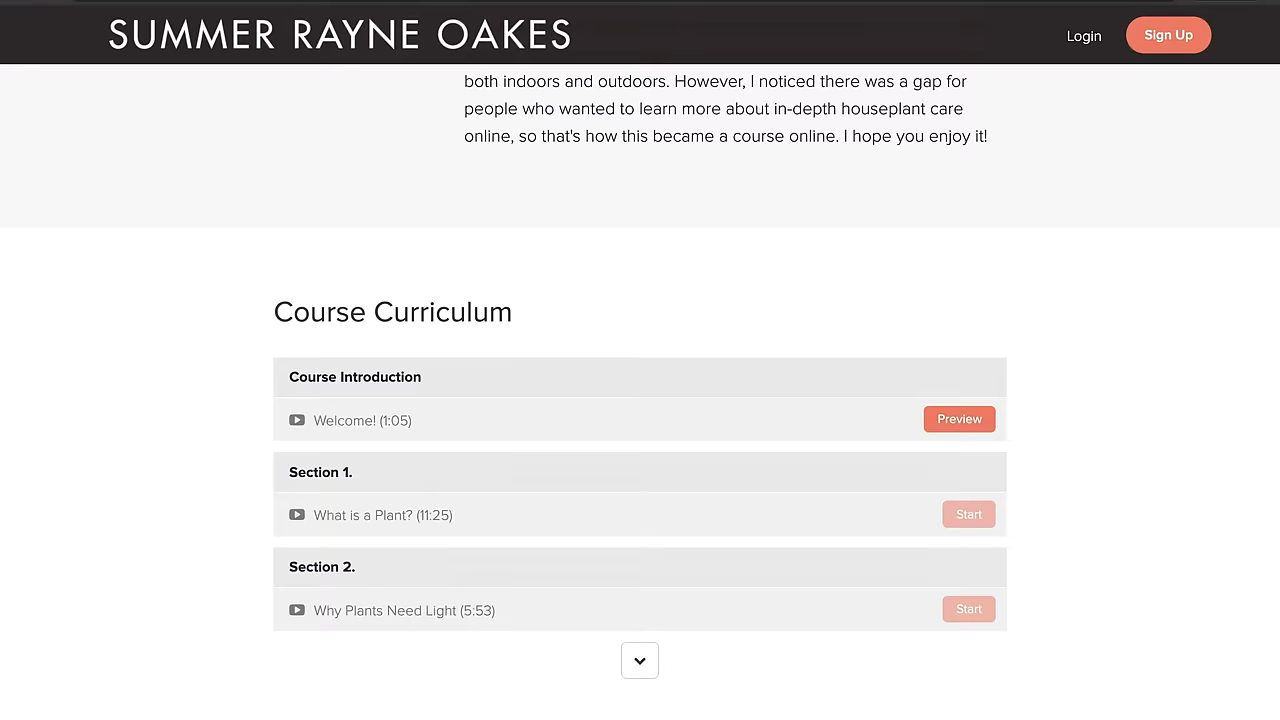 SUMMER RAYNE OAKES
Login
Sign Up
both indoors and outdoors. However, I noticed there was a gap for
people who wanted to learn more about in-depth houseplant care
online, so that's how this became a course online. I hope you enjoy it!
Course Curriculum
Course Introduction
Welcome! (1:05)
Preview
Section 1.
What is a Plant? (11:25)
Start
Section 2.
Why Plants Need Light (5:53)
Start